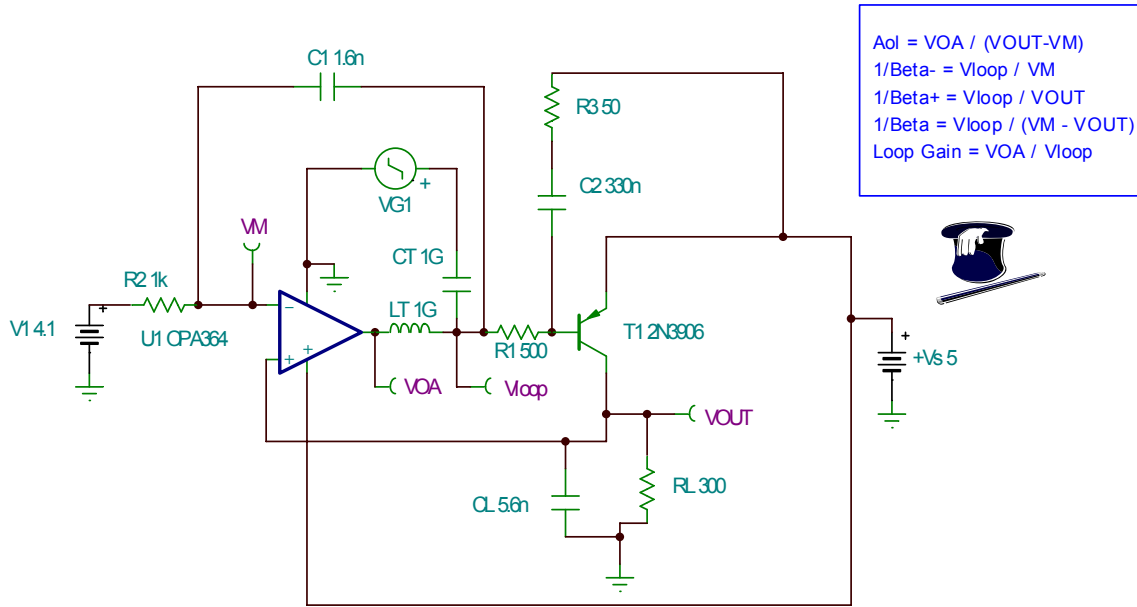 Aol = VOA / (VOUT-VM)
1/Beta- = Vloop / VM
1/Beta+ = Vloop / VOUT
1/Beta = Vloop / (VM - VOUT)
Loop Gain = VOA / Vloop
C1 1.6n
R3 50
VG1
+
C2 330n
VM
CT 1G
R2 1k
LT 1G
V1 4.1
+
U1 OPA364
-
+
+
R1 500
T1 2N3906
+
+Vs 5
VOA
Vloop
VOUT
CL 5.6n
RL 300